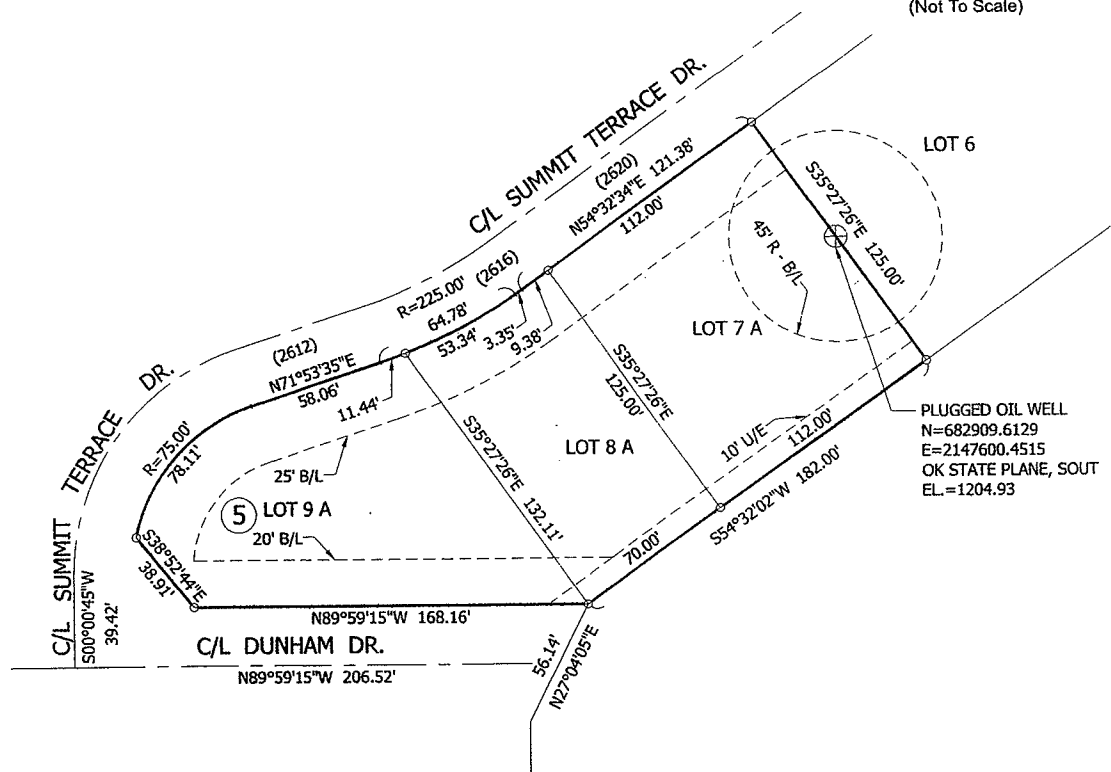 (Not To Scale)
C/L SUMMIT TERRACE DR.
LOT 6
(2620)
N54°32'34"E 121.38'
112.00'
S35°27'26"E 125.00'
45' R - B/L
(2616)
R=225.00'
64.78'
53.34'
3.35'
9.38'
LOT 7 A
(2612)
N71°53'35"E
58.06'
11.44'
S35°27'26"E
125.00'
C/L SUMMIT TERRACE DR.
R=75.00'
78.11'
25' B/L
S35°27'26"E 132.11'
LOT 8 A
10' U/E
112.00'
S54°32'02"W 182.00'
70.00'
PLUGGED OIL WELL
N=682909.6129
E=2147600.4515
OK STATE PLANE, SOUT
EL.=1204.93
5
LOT 9 A
20' B/L
S38°52'44"E
38.91'
S00°00'45"W
39.42'
N89°59'15"W 168.16'
C/L DUNHAM DR.
N89°59'15"W 206.52'
56.14'
N27°04'05"E